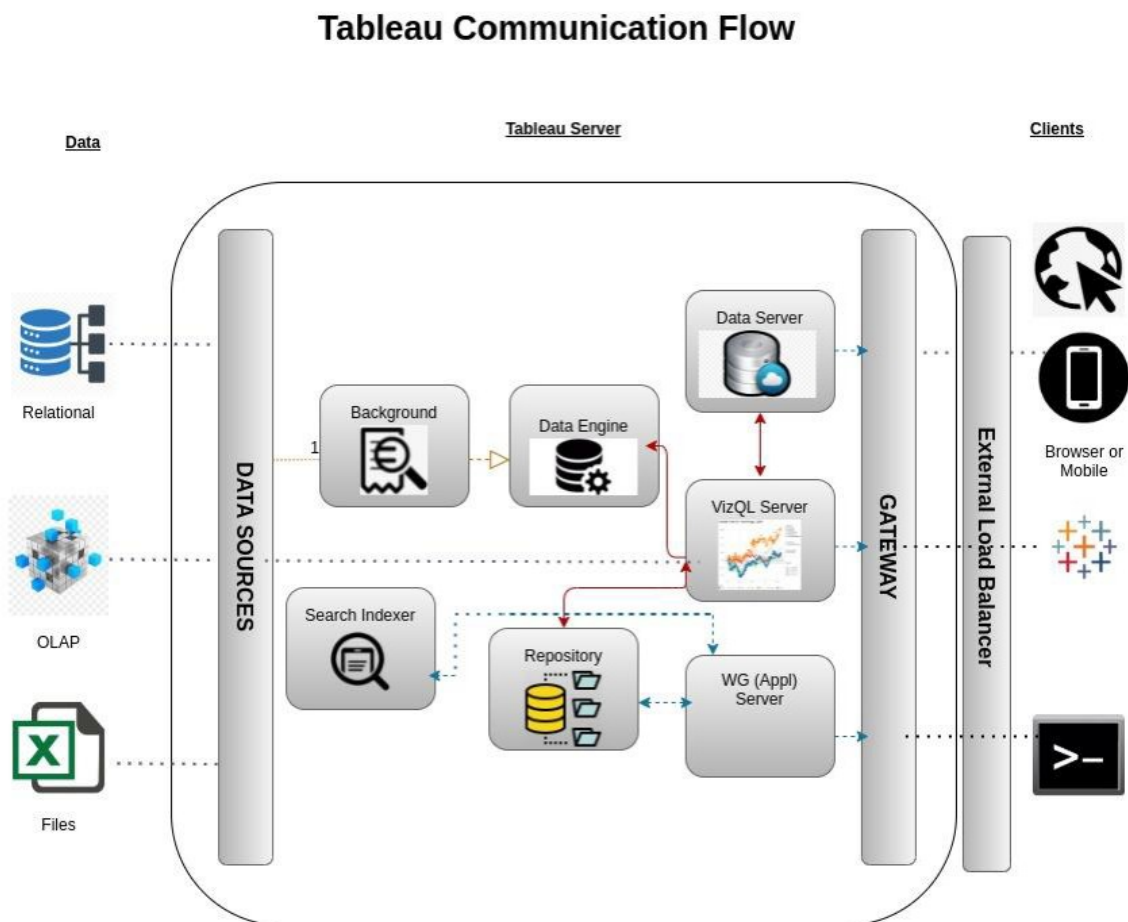 Tableau Communication Flow
Data
Tableau Server
Clients
Relational
OLAP
Files
DATA SOURCES
1
Background
Data Engine
Data Server
VizQL Server
Search Indexer
Repository
WG (Appl)
Server
GATEWAY
External Load Balancer
Browser or
Mobile
X
>–